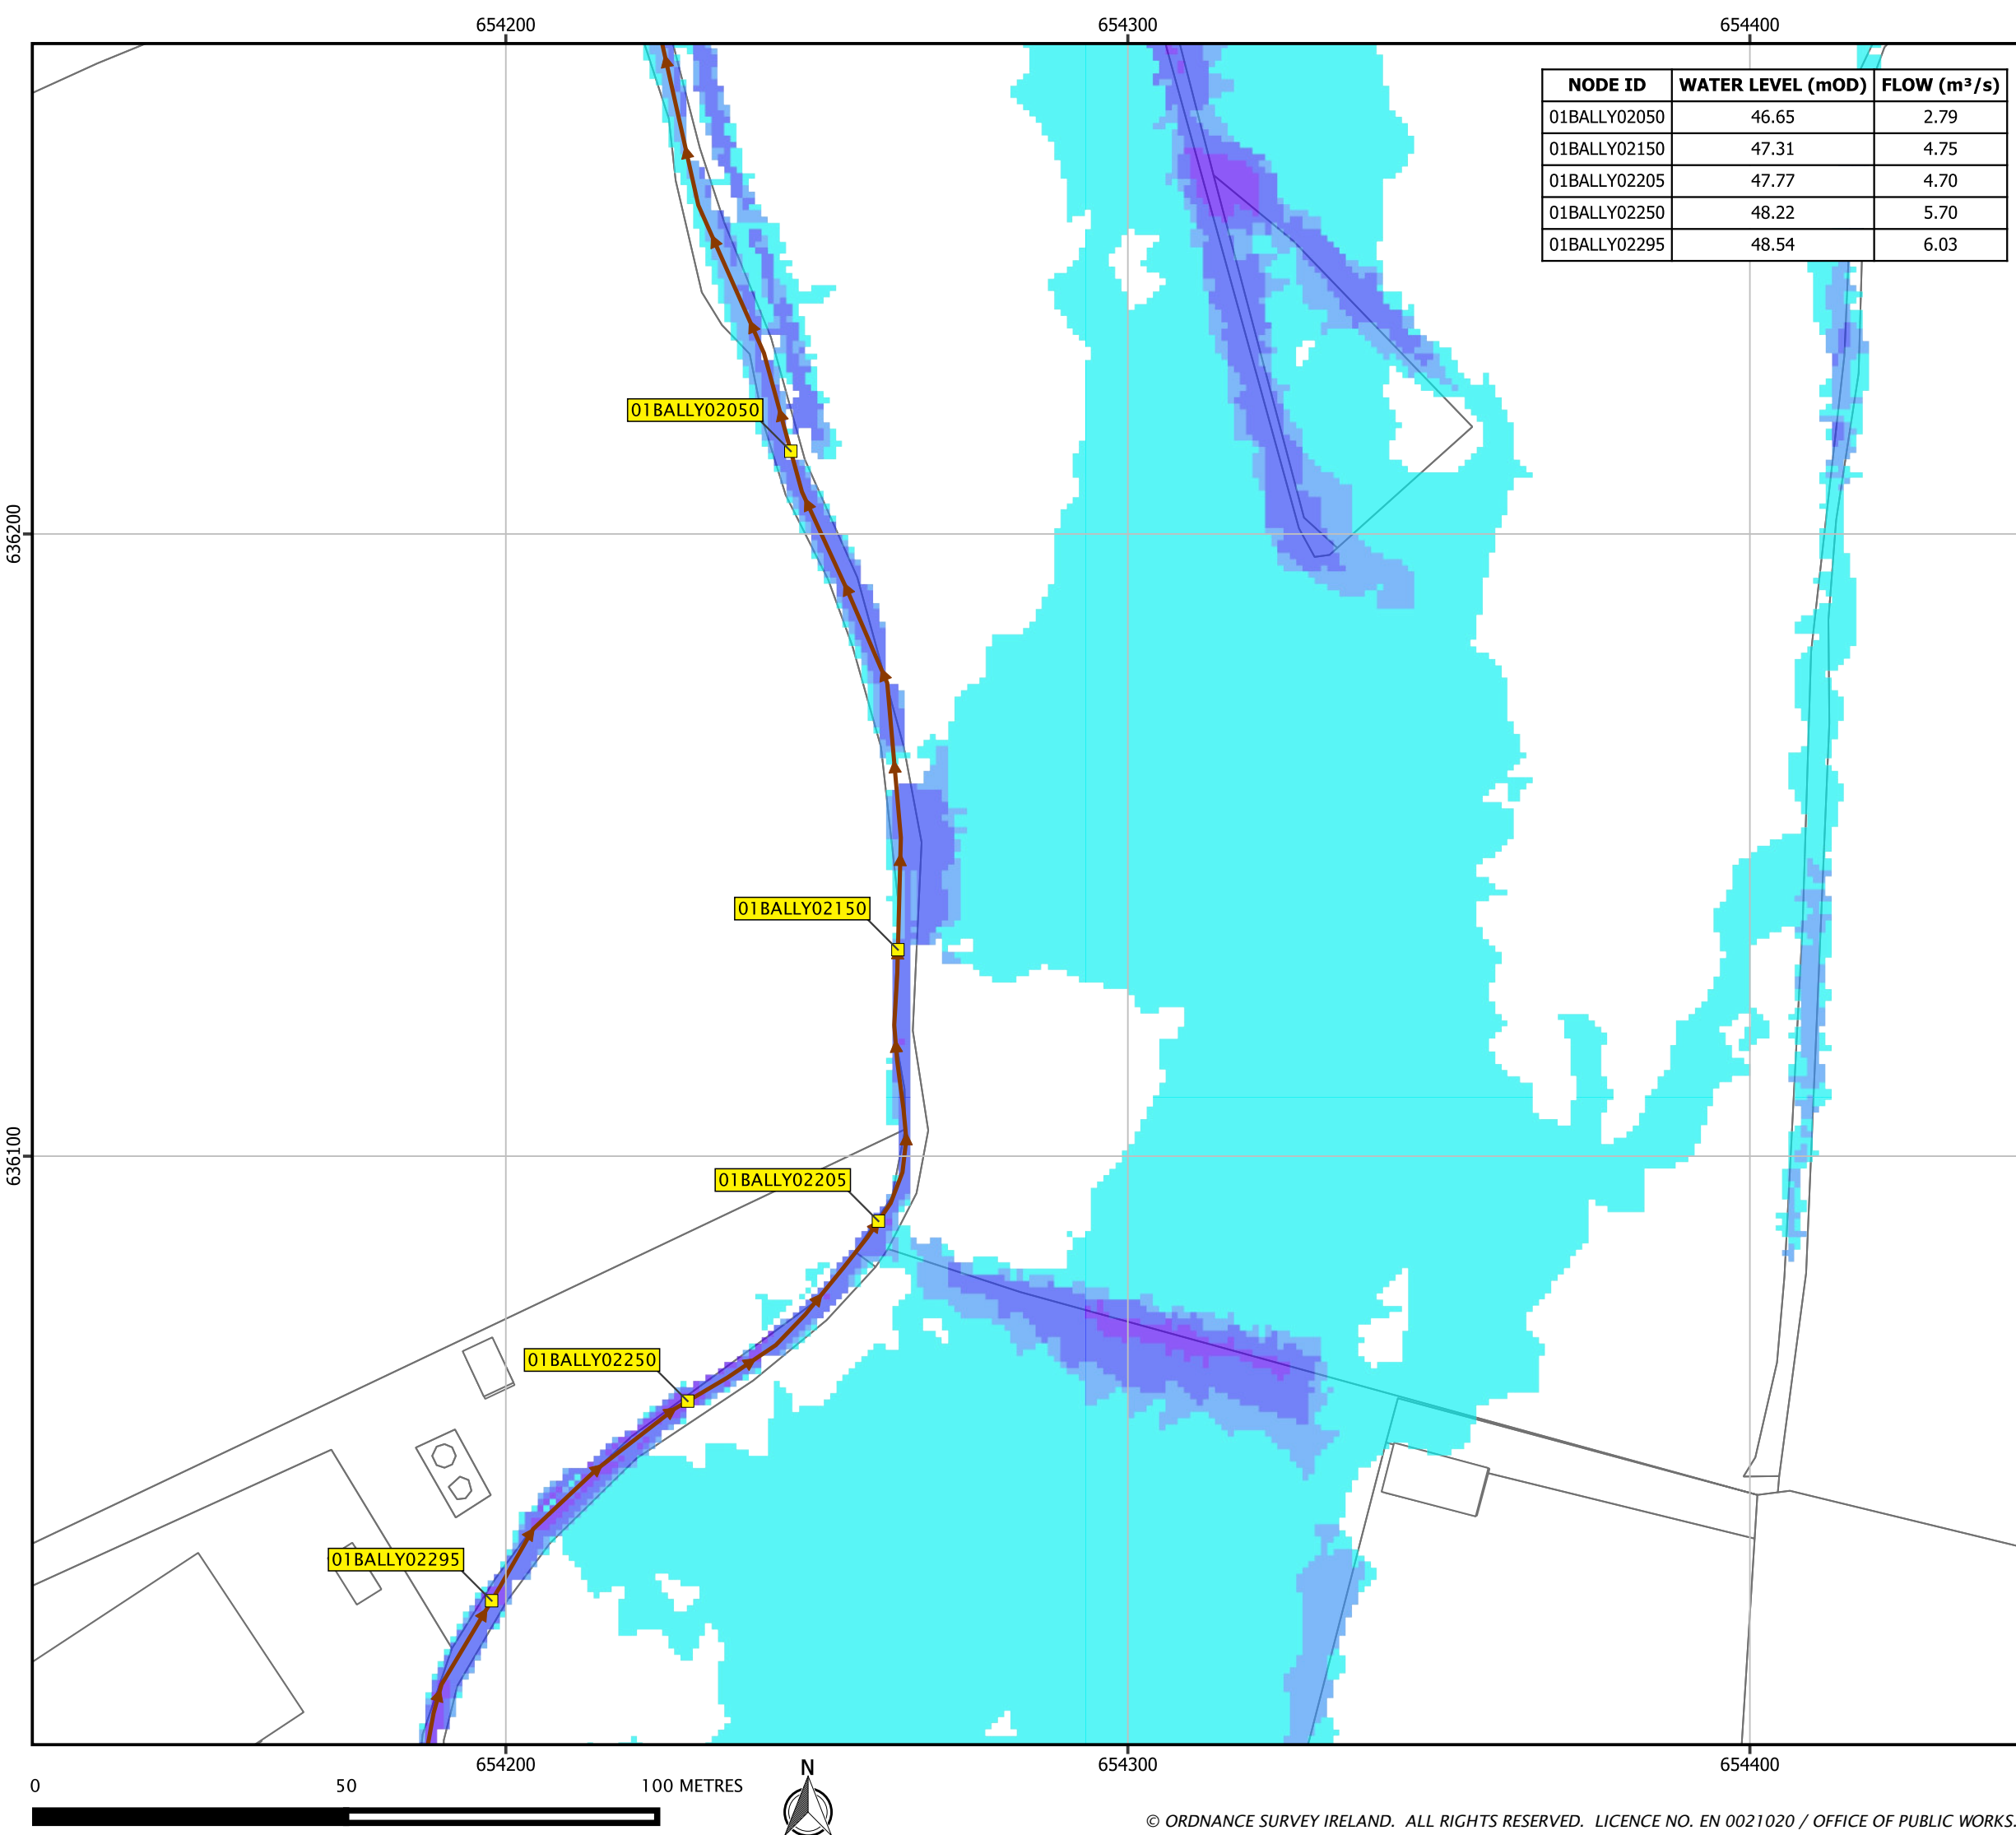 654200 654300 654400
NODE ID WATER LEVEL (mOD) FLOW (m³/s)
01BALLY02050 46.65 2.79
01BALLY02150 47.31 4.75
01BALLY02205 47.77 4.70
01BALLY02250 48.22 5.70
01BALLY02295 48.54 6.03
01BALLY02050
636200
01BALLY02150
636100
01BALLY02205
01BALLY02250
01BALLY02295
654200 654300 654400
0 50 100 METRES
N
© ORDNANCE SURVEY IRELAND. ALL RIGHTS RESERVED. LICENCE NO. EN 0021020 / OFFICE OF PUBLIC WORKS